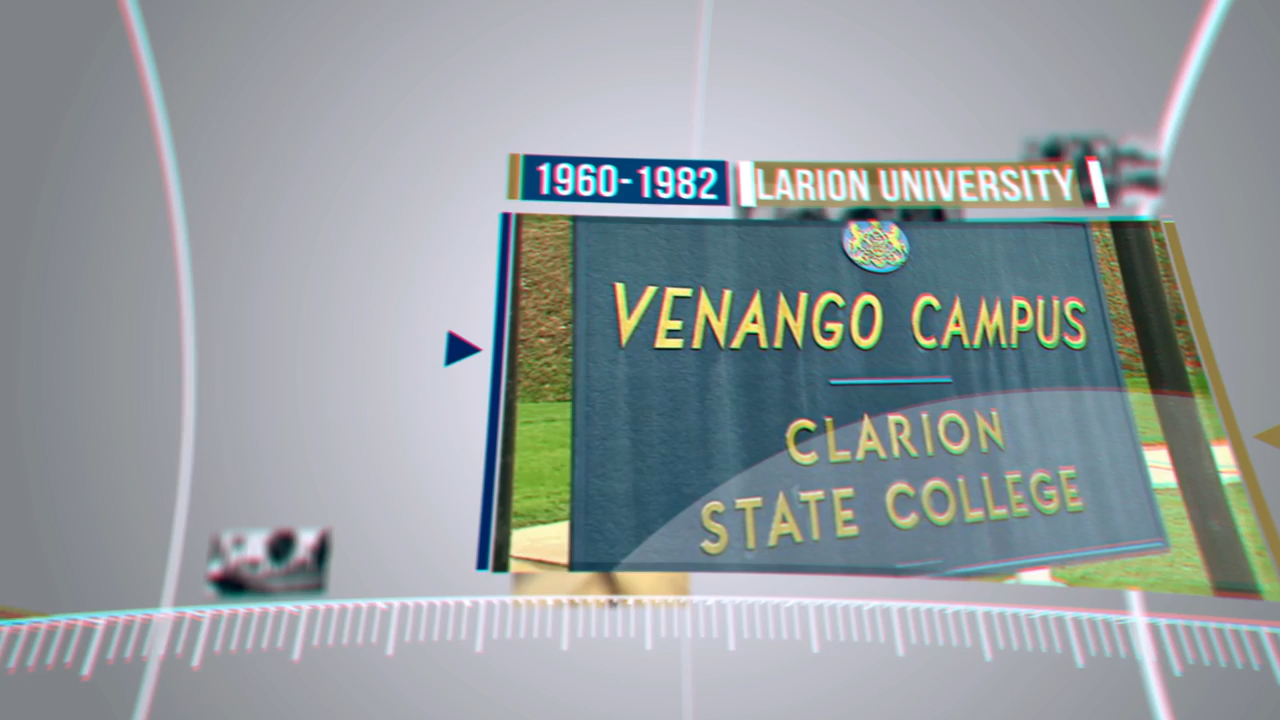 1960-1982
LARION UNIVERSITY
VENANGO CAMPUS
CLARION
STATE COLLEGE